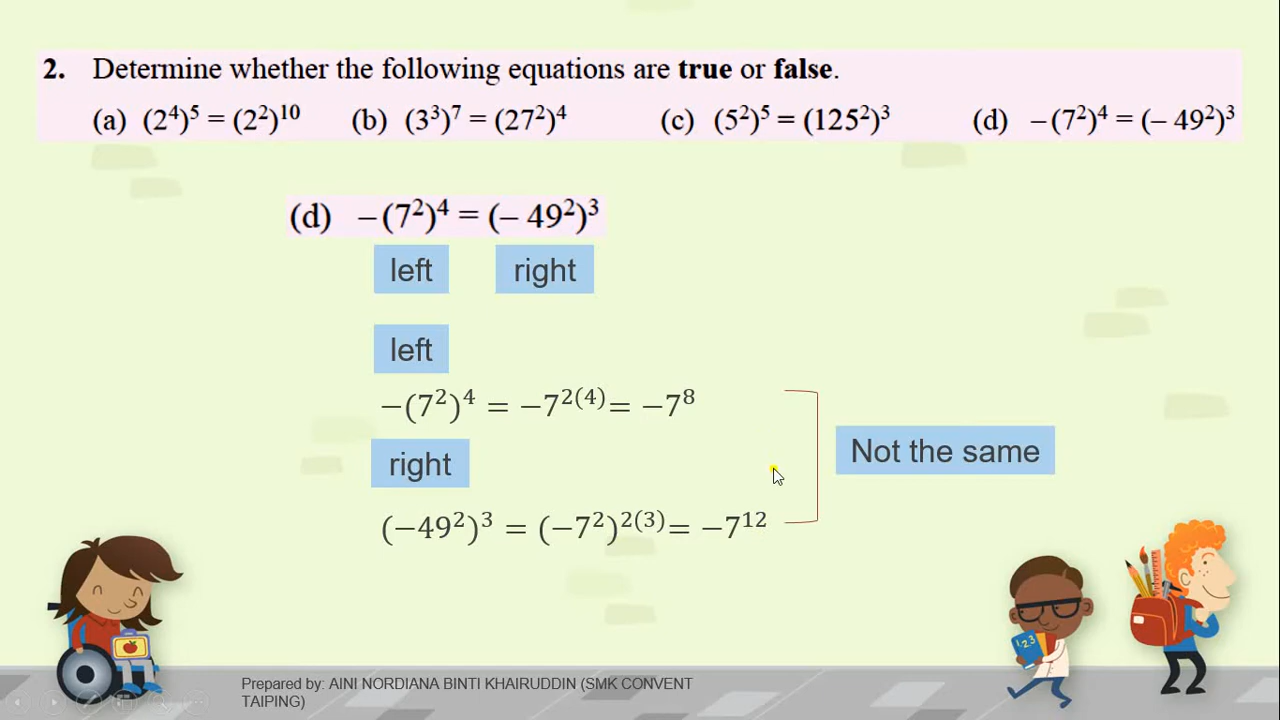 2. Determine whether the following equations are true or false.
(a) (2⁴)⁵ = (2²)¹⁰ (b) (3³)⁷ = (27²)⁴ (c) (5²)⁵ = (125²)³ (d) –(7²)⁴ = (– 49²)³
(d) –(7²)⁴ = (– 49²)³
left right
left
−(7²)⁴ = −7²⁽⁴⁾= −7⁸
right
Not the same
(−49²)³ = (−7²)²⁽³⁾= −7¹²
1 2 3
Prepared by: AINI NORDIANA BINTI KHAIRUDDIN (SMK CONVENT
TAIPING)